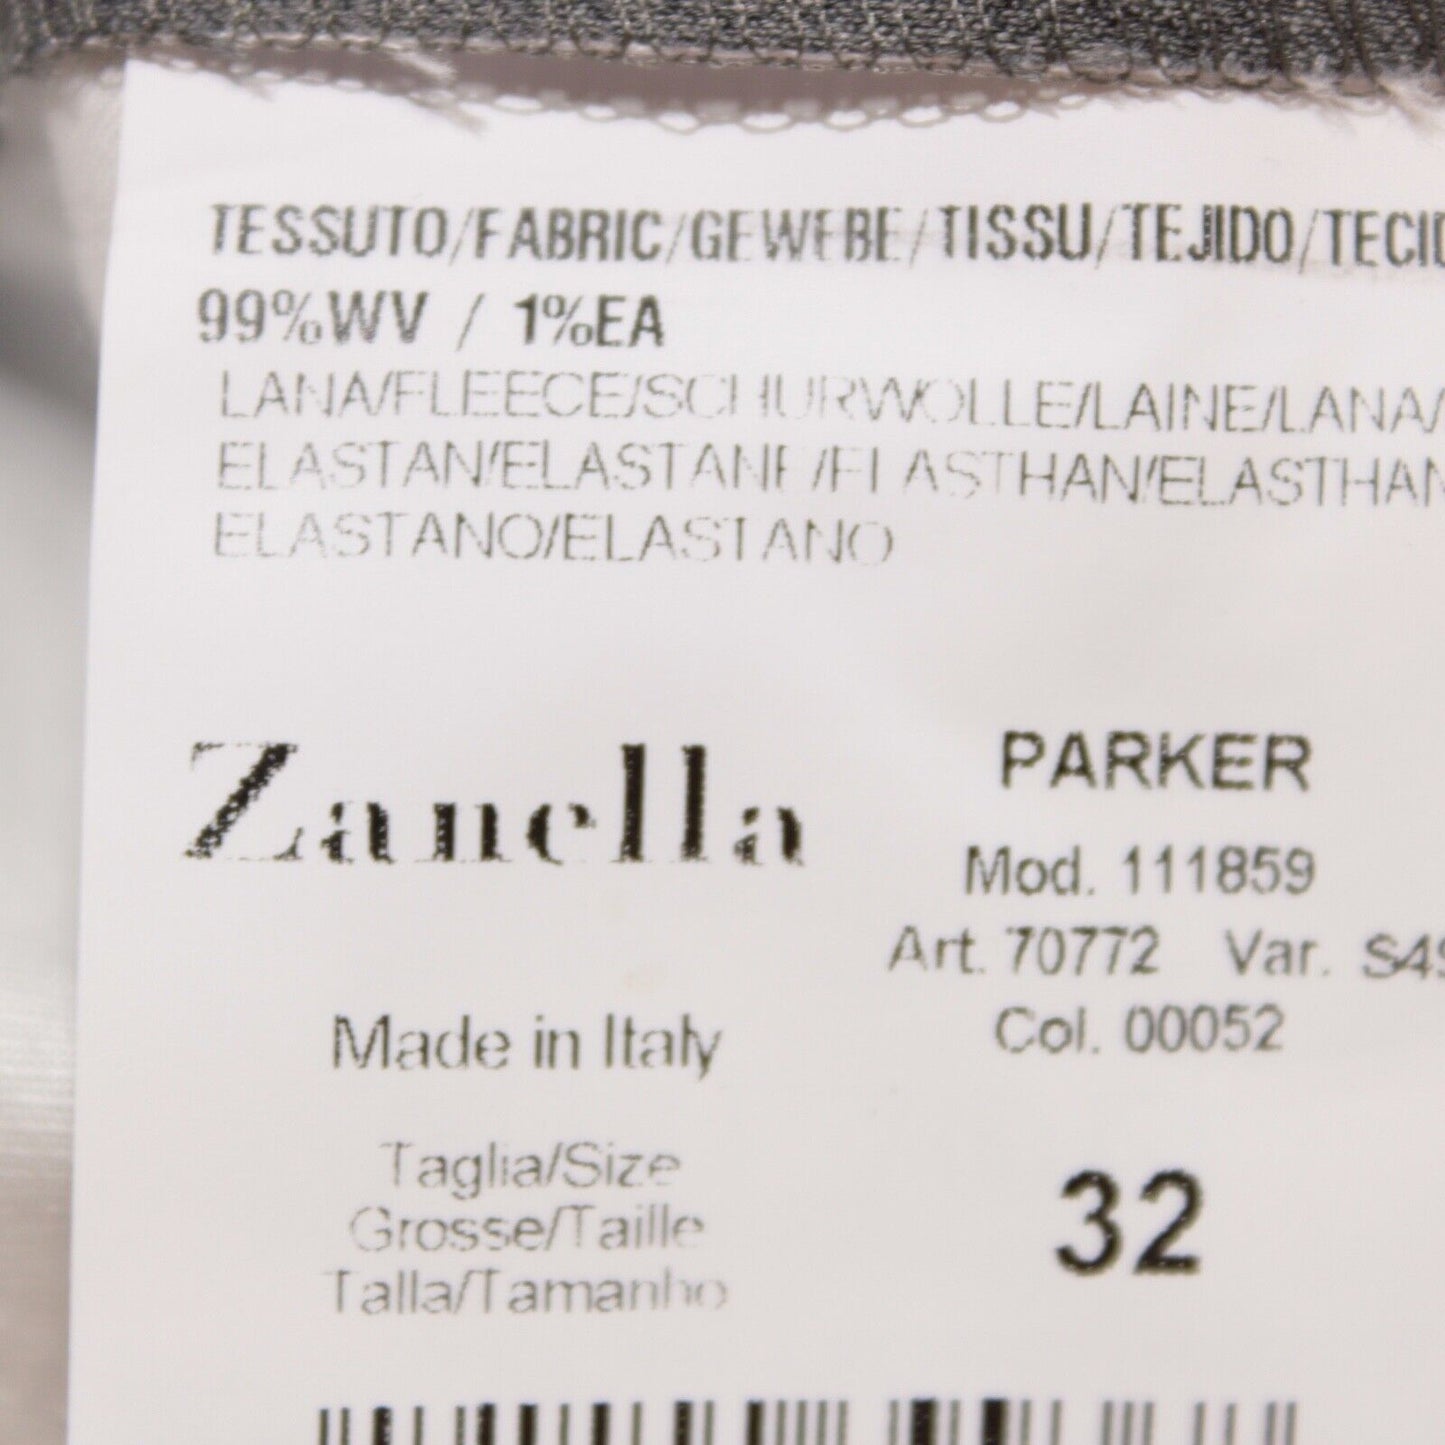 TESSUTO/FABRIC/GEWEBE/TISSU/TEJIDO/TECID
99%WV / 1%EA
LANA/FLEECE/SCHURWOLLE/LAINE/LANA/
ELASTAN/ELASTANE/ELASTHAN/ELASTHAN
ELASTANO/ELASTANO
Zanella
PARKER
Mod. 111859
Art. 70772 Var. S49
Col. 00052
Made in Italy
Taglia/Size
Grosse/Taille
Talla/Tamanho
32